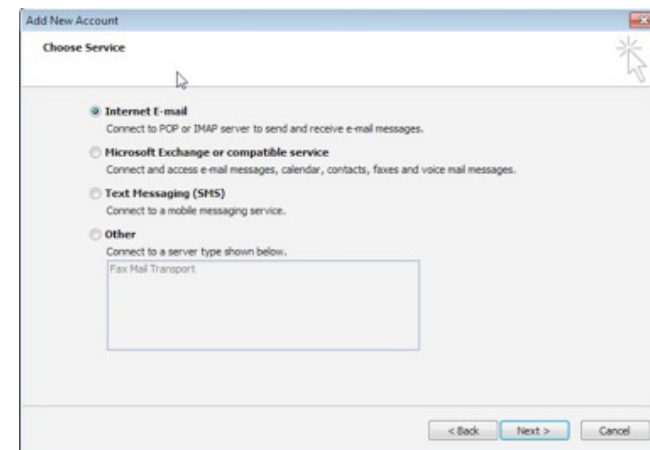 Add New Account
Choose Service
Internet E-mail
Connect to POP or IMAP server to send and receive e-mail messages.
Microsoft Exchange or compatible service
Connect and access e-mail messages, calendar, contacts, faxes and voice mail messages.
Text Messaging (SMS)
Connect to a mobile messaging service.
Other
Connect to a server type shown below.
Fax Mail Transport
< Back Next > Cancel